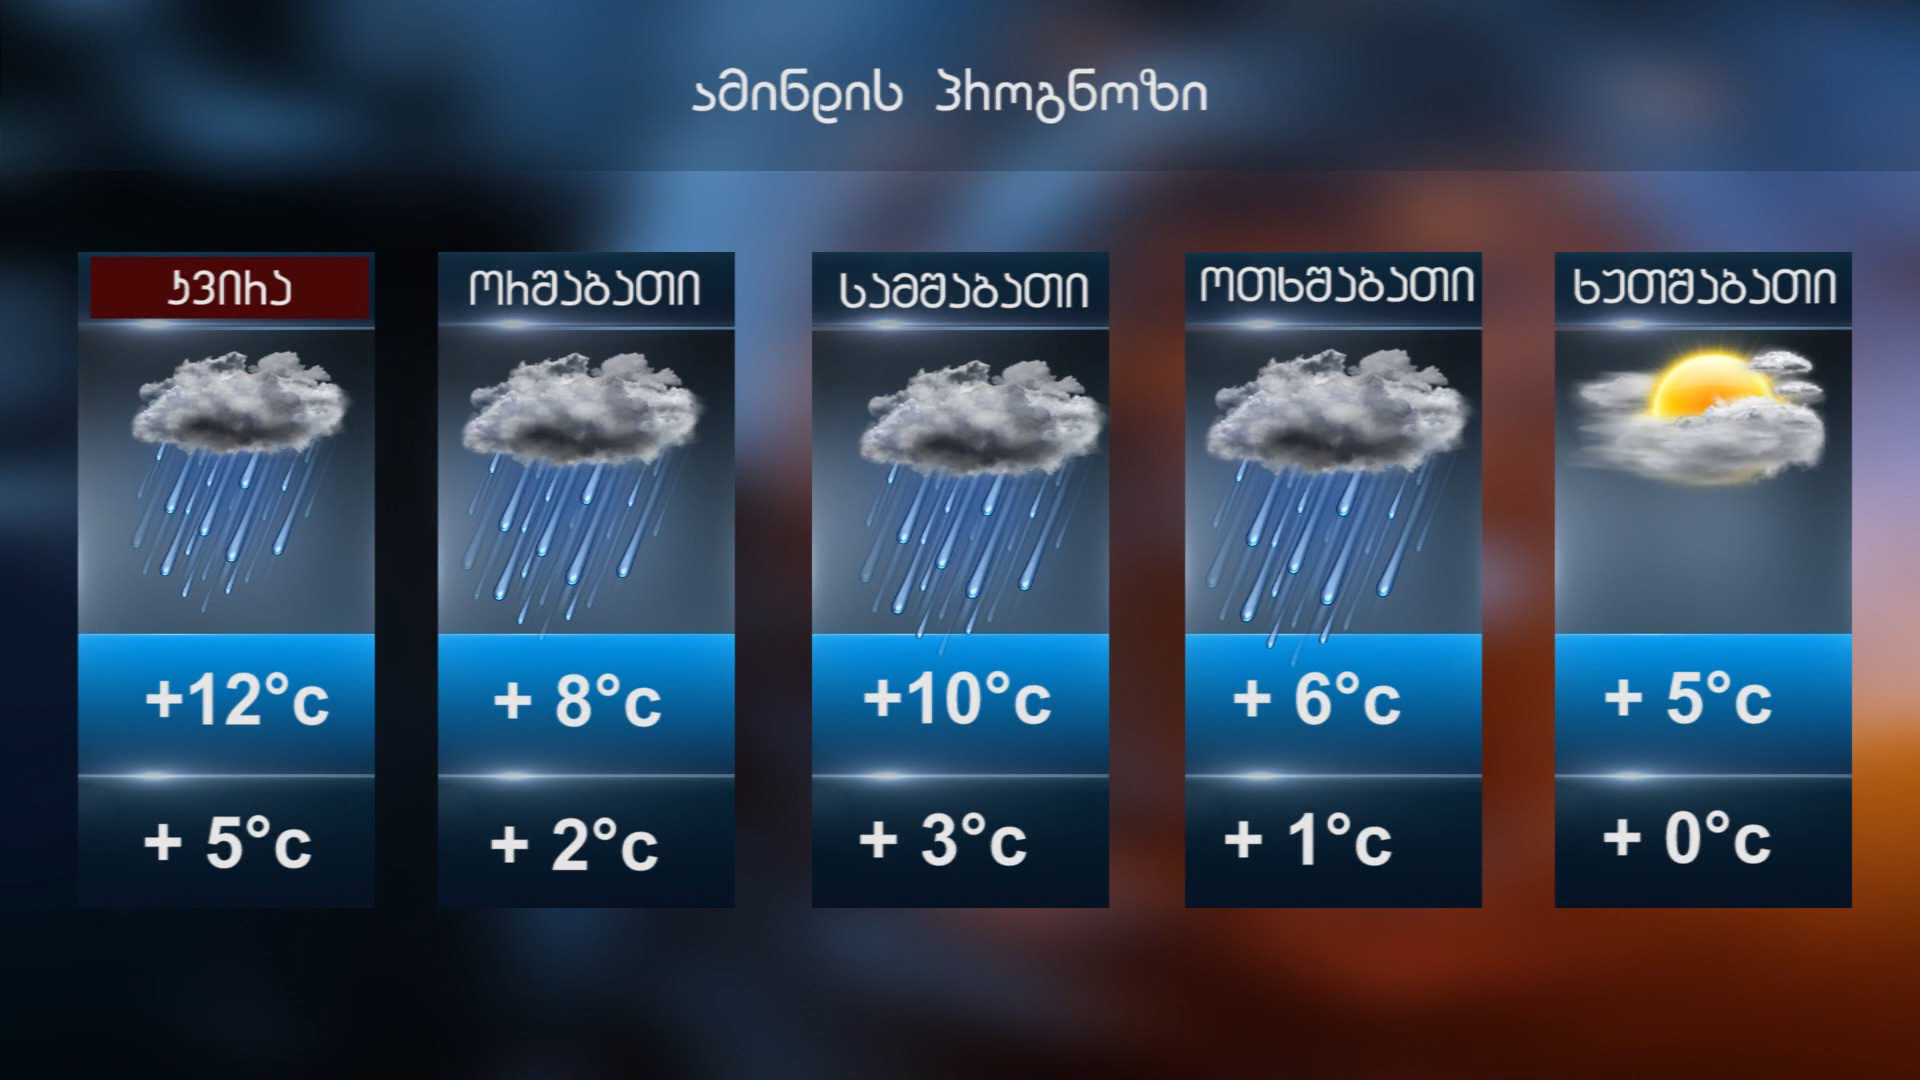 ამინდის პროგნოზი
კვირა
ორშაბათი
სამშაბათი
ოთხშაბათი
ხუთშაბათი
+12°c
+ 8°c
+10°c
+ 6°c
+ 5°c
+ 5°c
+ 2°c
+ 3°c
+ 1°c
+ 0°c